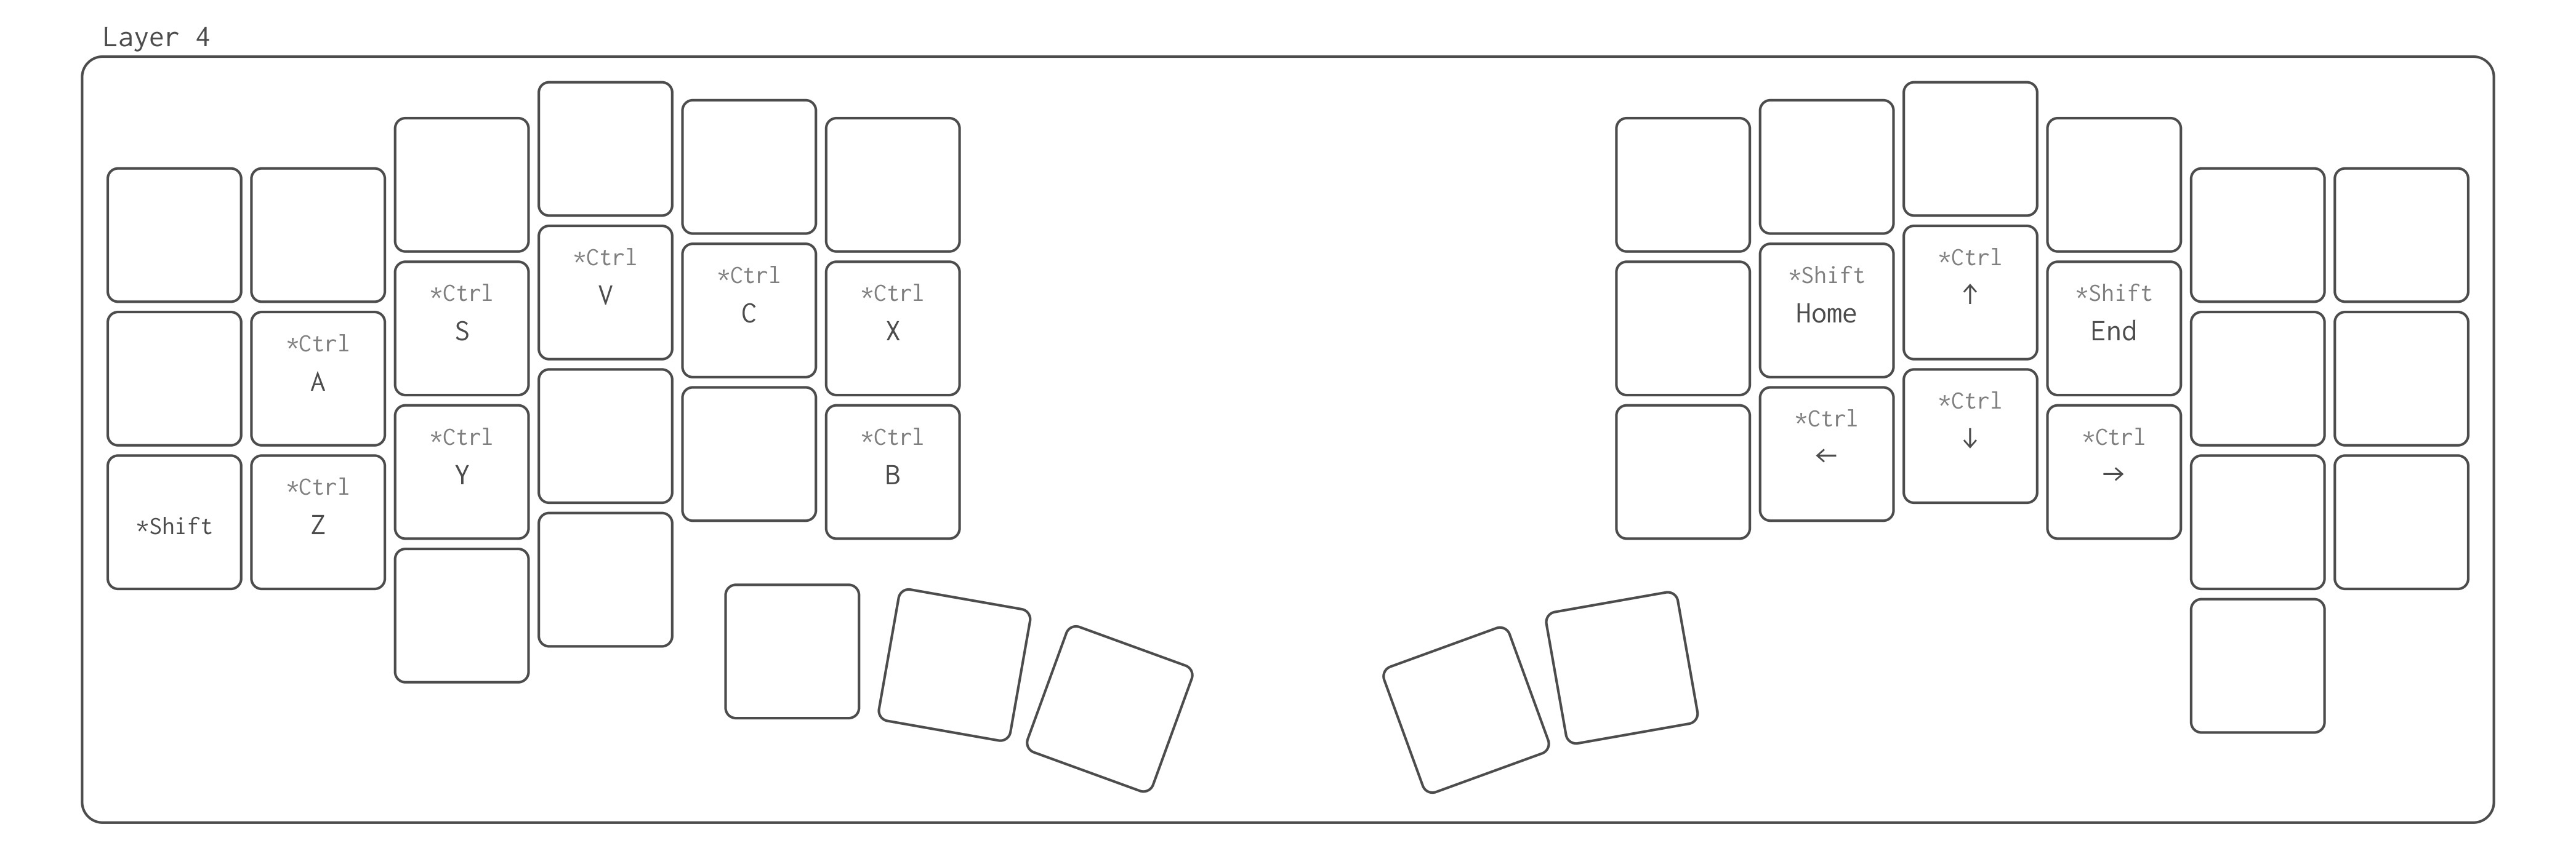 Layer 4
*Ctrl
V
*Ctrl
C
*Ctrl
S
*Ctrl
X
*Ctrl
A
*Ctrl
Y
*Ctrl
B
*Shift
*Ctrl
Z
*Shift
Home
*Ctrl
↑
*Shift
End
*Ctrl
←
*Ctrl
↓
*Ctrl
→